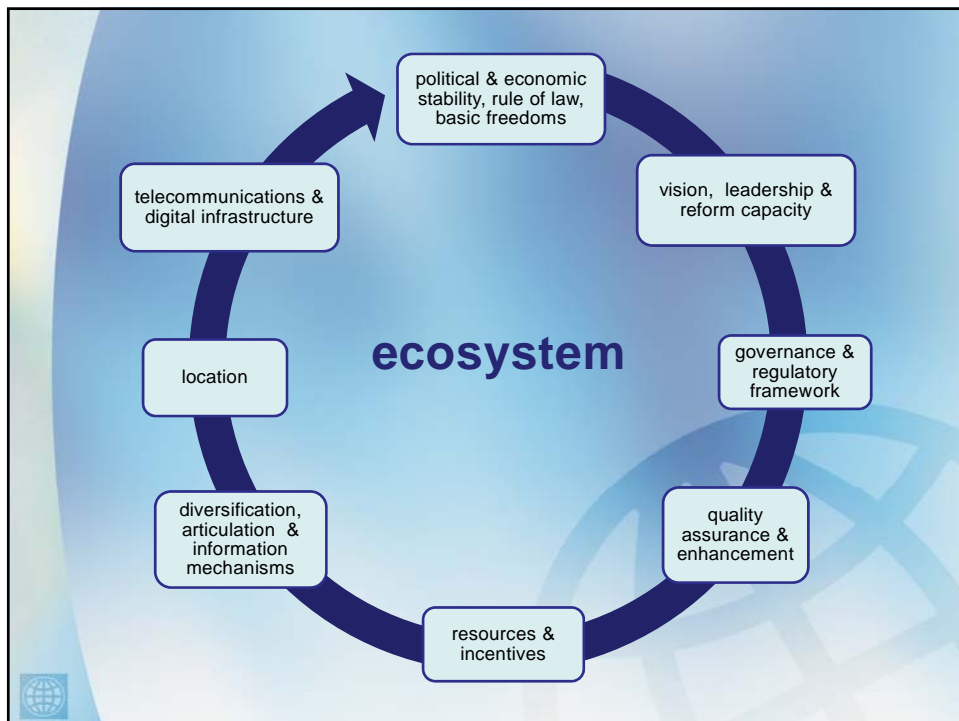 political & economic
stability, rule of law,
basic freedoms
vision, leadership &
reform capacity
governance &
regulatory
framework
quality
assurance &
enhancement
resources &
incentives
diversification,
articulation &
information
mechanisms
location
telecommunications &
digital infrastructure
ecosystem